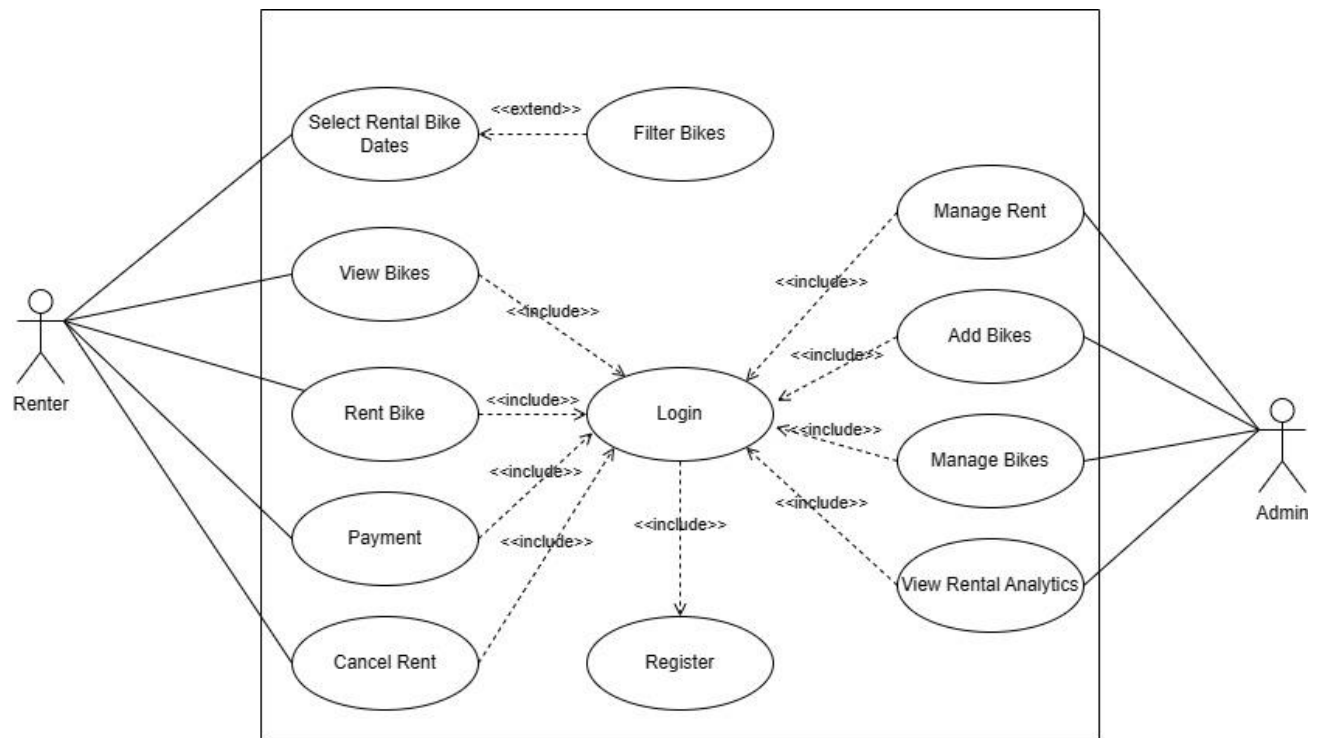 <<extend>>
Select Rental Bike
Dates
Filter Bikes
Manage Rent
View Bikes
<<include>>
<<include>>
Add Bikes
<<include>>
Renter
Rent Bike
<<include>>
Login
<<include>>
Manage Bikes
<<include>>
<<include>>
Admin
Payment
<<include>>
<<include>>
View Rental Analytics
Cancel Rent
Register